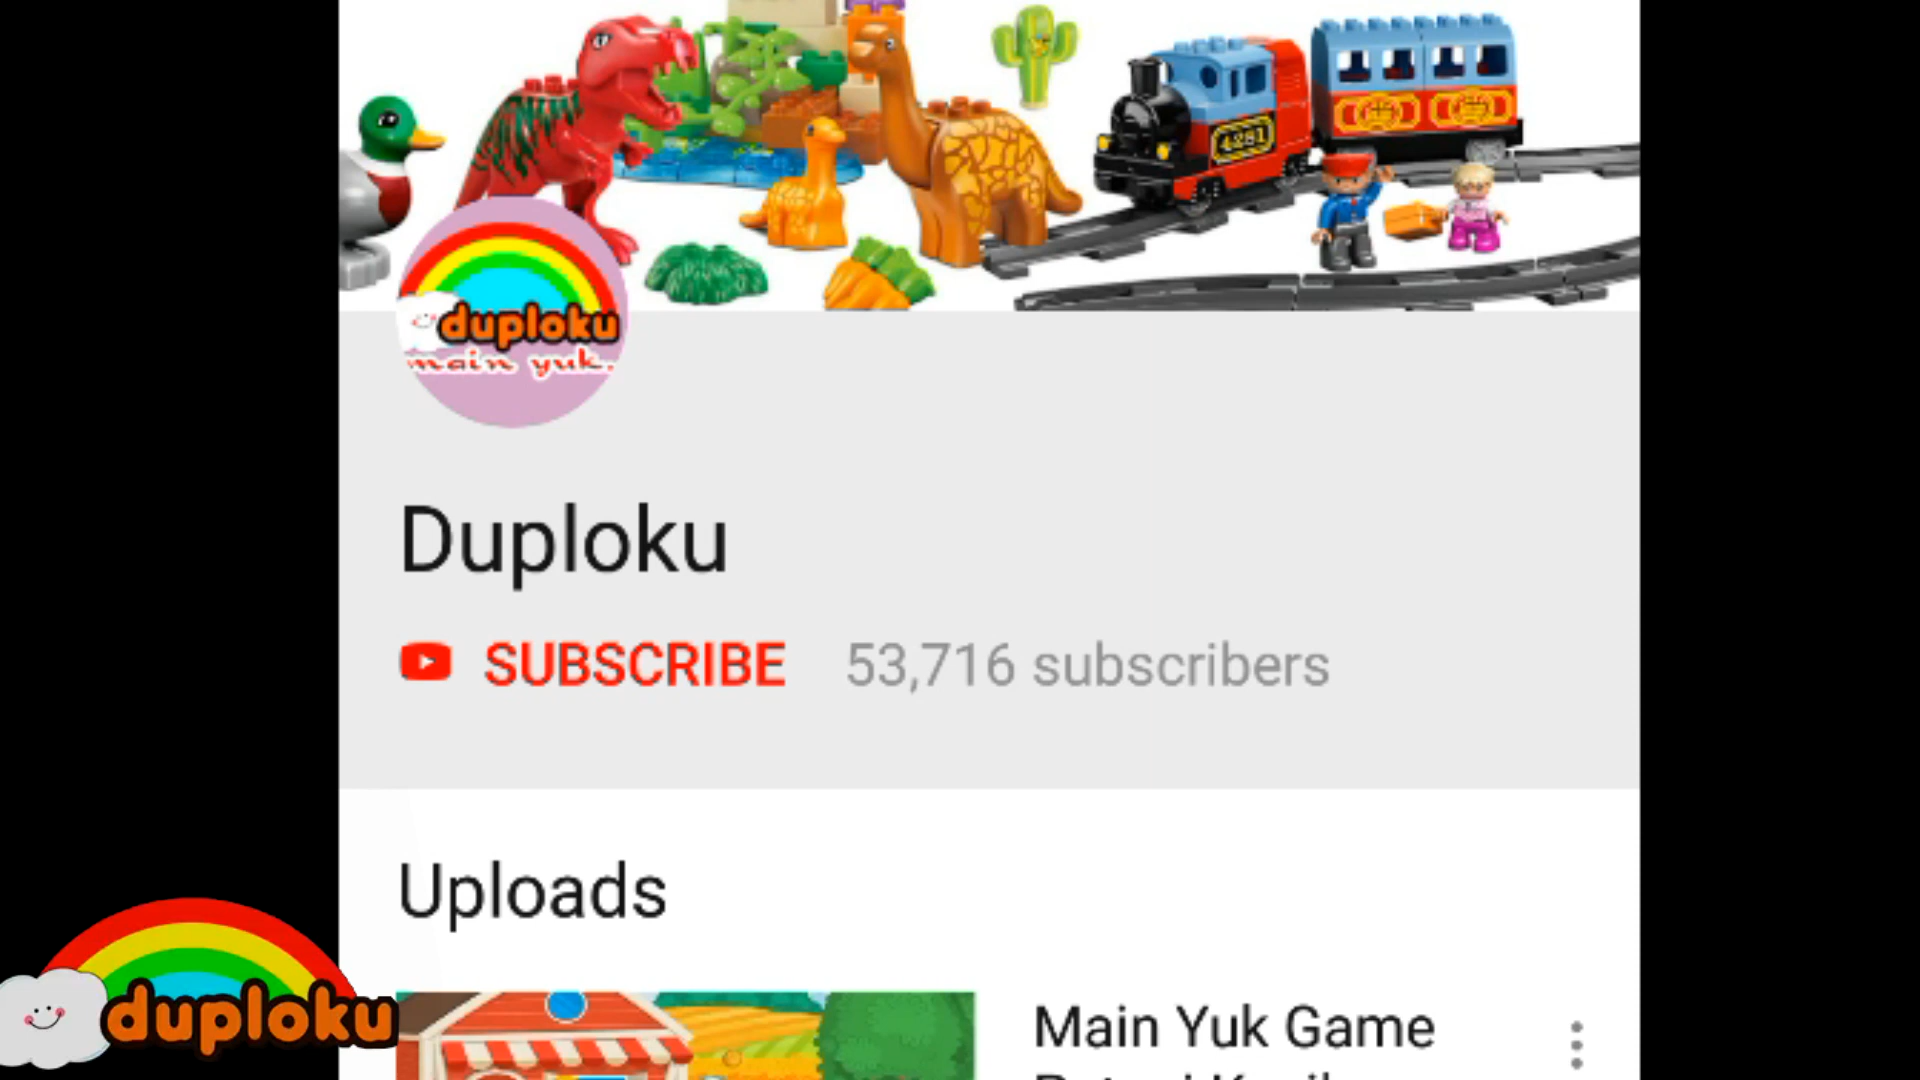 4281
duploku
main yuk.
Duploku
SUBSCRIBE 53,716 subscribers
Uploads
duploku
Main Yuk Game